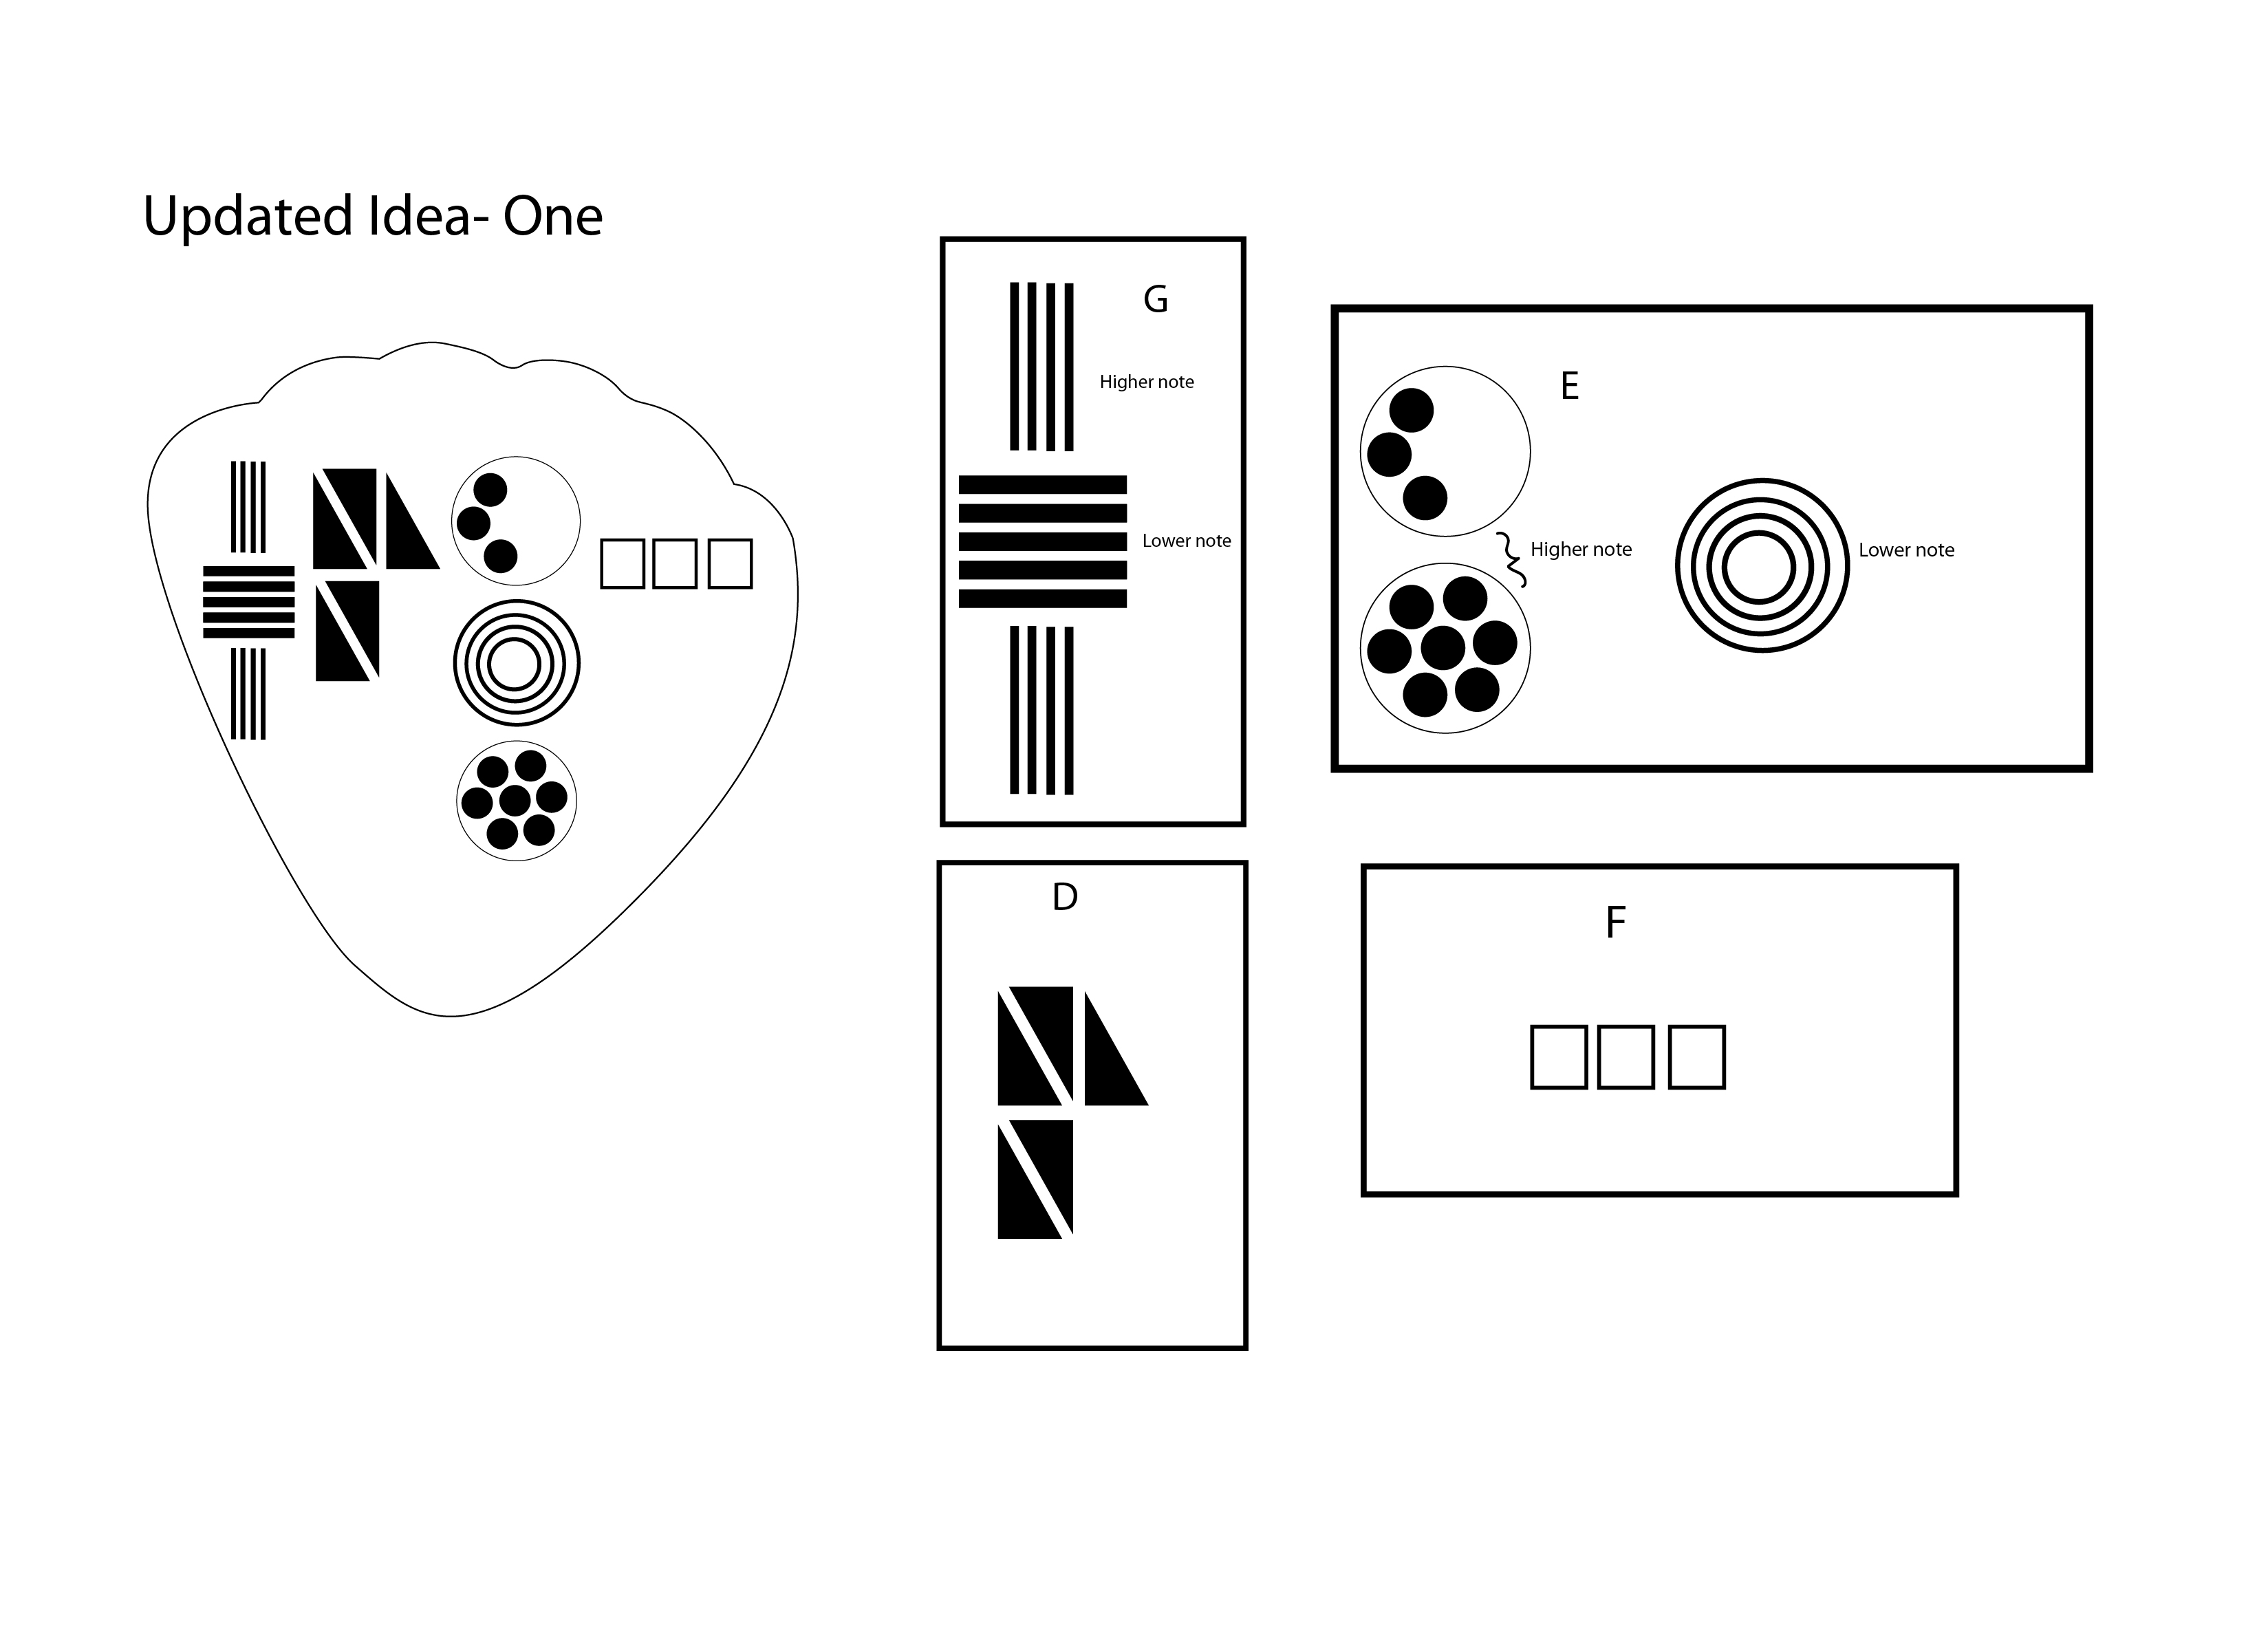 Updated Idea- One
G
Higher note
Lower note
E
Higher note
Lower note
D
F